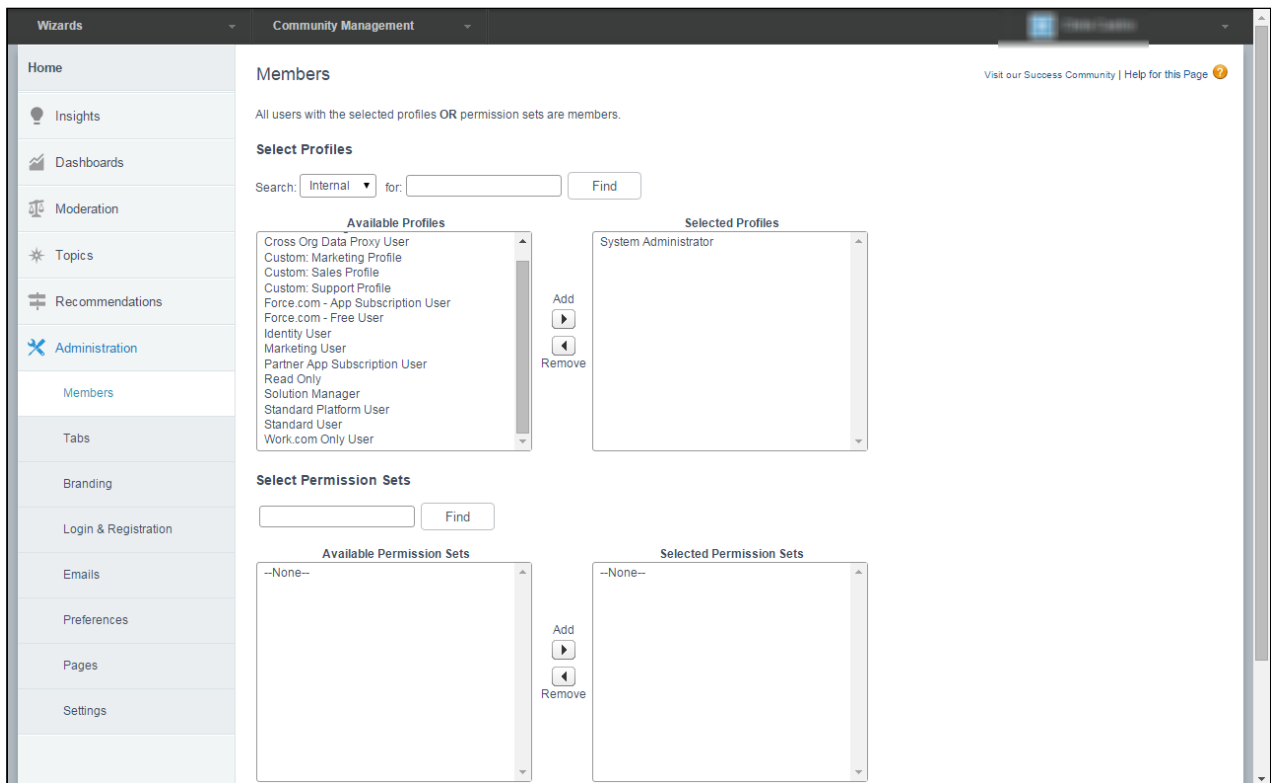 Wizards
Community Management
Home
Insights
Dashboards
Moderation
Topics
Recommendations
Administration
Members
Tabs
Branding
Login & Registration
Emails
Preferences
Pages
Settings
Members
Visit our Success Community | Help for this Page ?
All users with the selected profiles OR permission sets are members.
Select Profiles
Search: Internal for: Find
Available Profiles
Cross Org Data Proxy User
Custom: Marketing Profile
Custom: Sales Profile
Custom: Support Profile
Force.com - App Subscription User
Force.com - Free User
Identity User
Marketing User
Partner App Subscription User
Read Only
Solution Manager
Standard Platform User
Standard User
Work.com Only User
Add
Remove
Selected Profiles
System Administrator
Select Permission Sets
Find
Available Permission Sets
--None--
Add
Remove
Selected Permission Sets
--None--